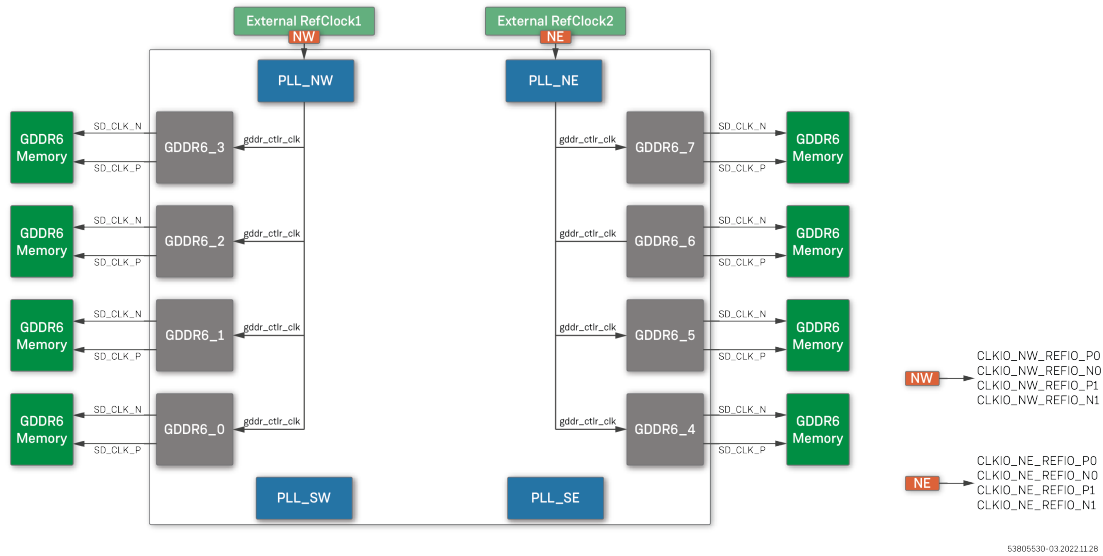 External RefClock1
External RefClock2
NW
NE
PLL_NW
PLL_NE
GDDR6
Memory
SD_CLK_N
SD_CLK_P
GDDR6_3
gddr_ctlr_clk
gddr_ctlr_clk
GDDR6_7
SD_CLK_N
SD_CLK_P
GDDR6
Memory
GDDR6
Memory
SD_CLK_N
SD_CLK_P
GDDR6_2
gddr_ctlr_clk
gddr_ctlr_clk
GDDR6_6
SD_CLK_N
SD_CLK_P
GDDR6
Memory
GDDR6
Memory
SD_CLK_N
SD_CLK_P
GDDR6_1
gddr_ctlr_clk
gddr_ctlr_clk
GDDR6_5
SD_CLK_N
SD_CLK_P
GDDR6
Memory
GDDR6
Memory
SD_CLK_N
SD_CLK_P
GDDR6_0
gddr_ctlr_clk
gddr_ctlr_clk
GDDR6_4
SD_CLK_N
SD_CLK_P
GDDR6
Memory
PLL_SW
PLL_SE
NW
CLKIO_NW_REFIO_P0
CLKIO_NW_REFIO_N0
CLKIO_NW_REFIO_P1
CLKIO_NW_REFIO_N1
NE
CLKIO_NE_REFIO_P0
CLKIO_NE_REFIO_N0
CLKIO_NE_REFIO_P1
CLKIO_NE_REFIO_N1
53805530-03.2022.11.28